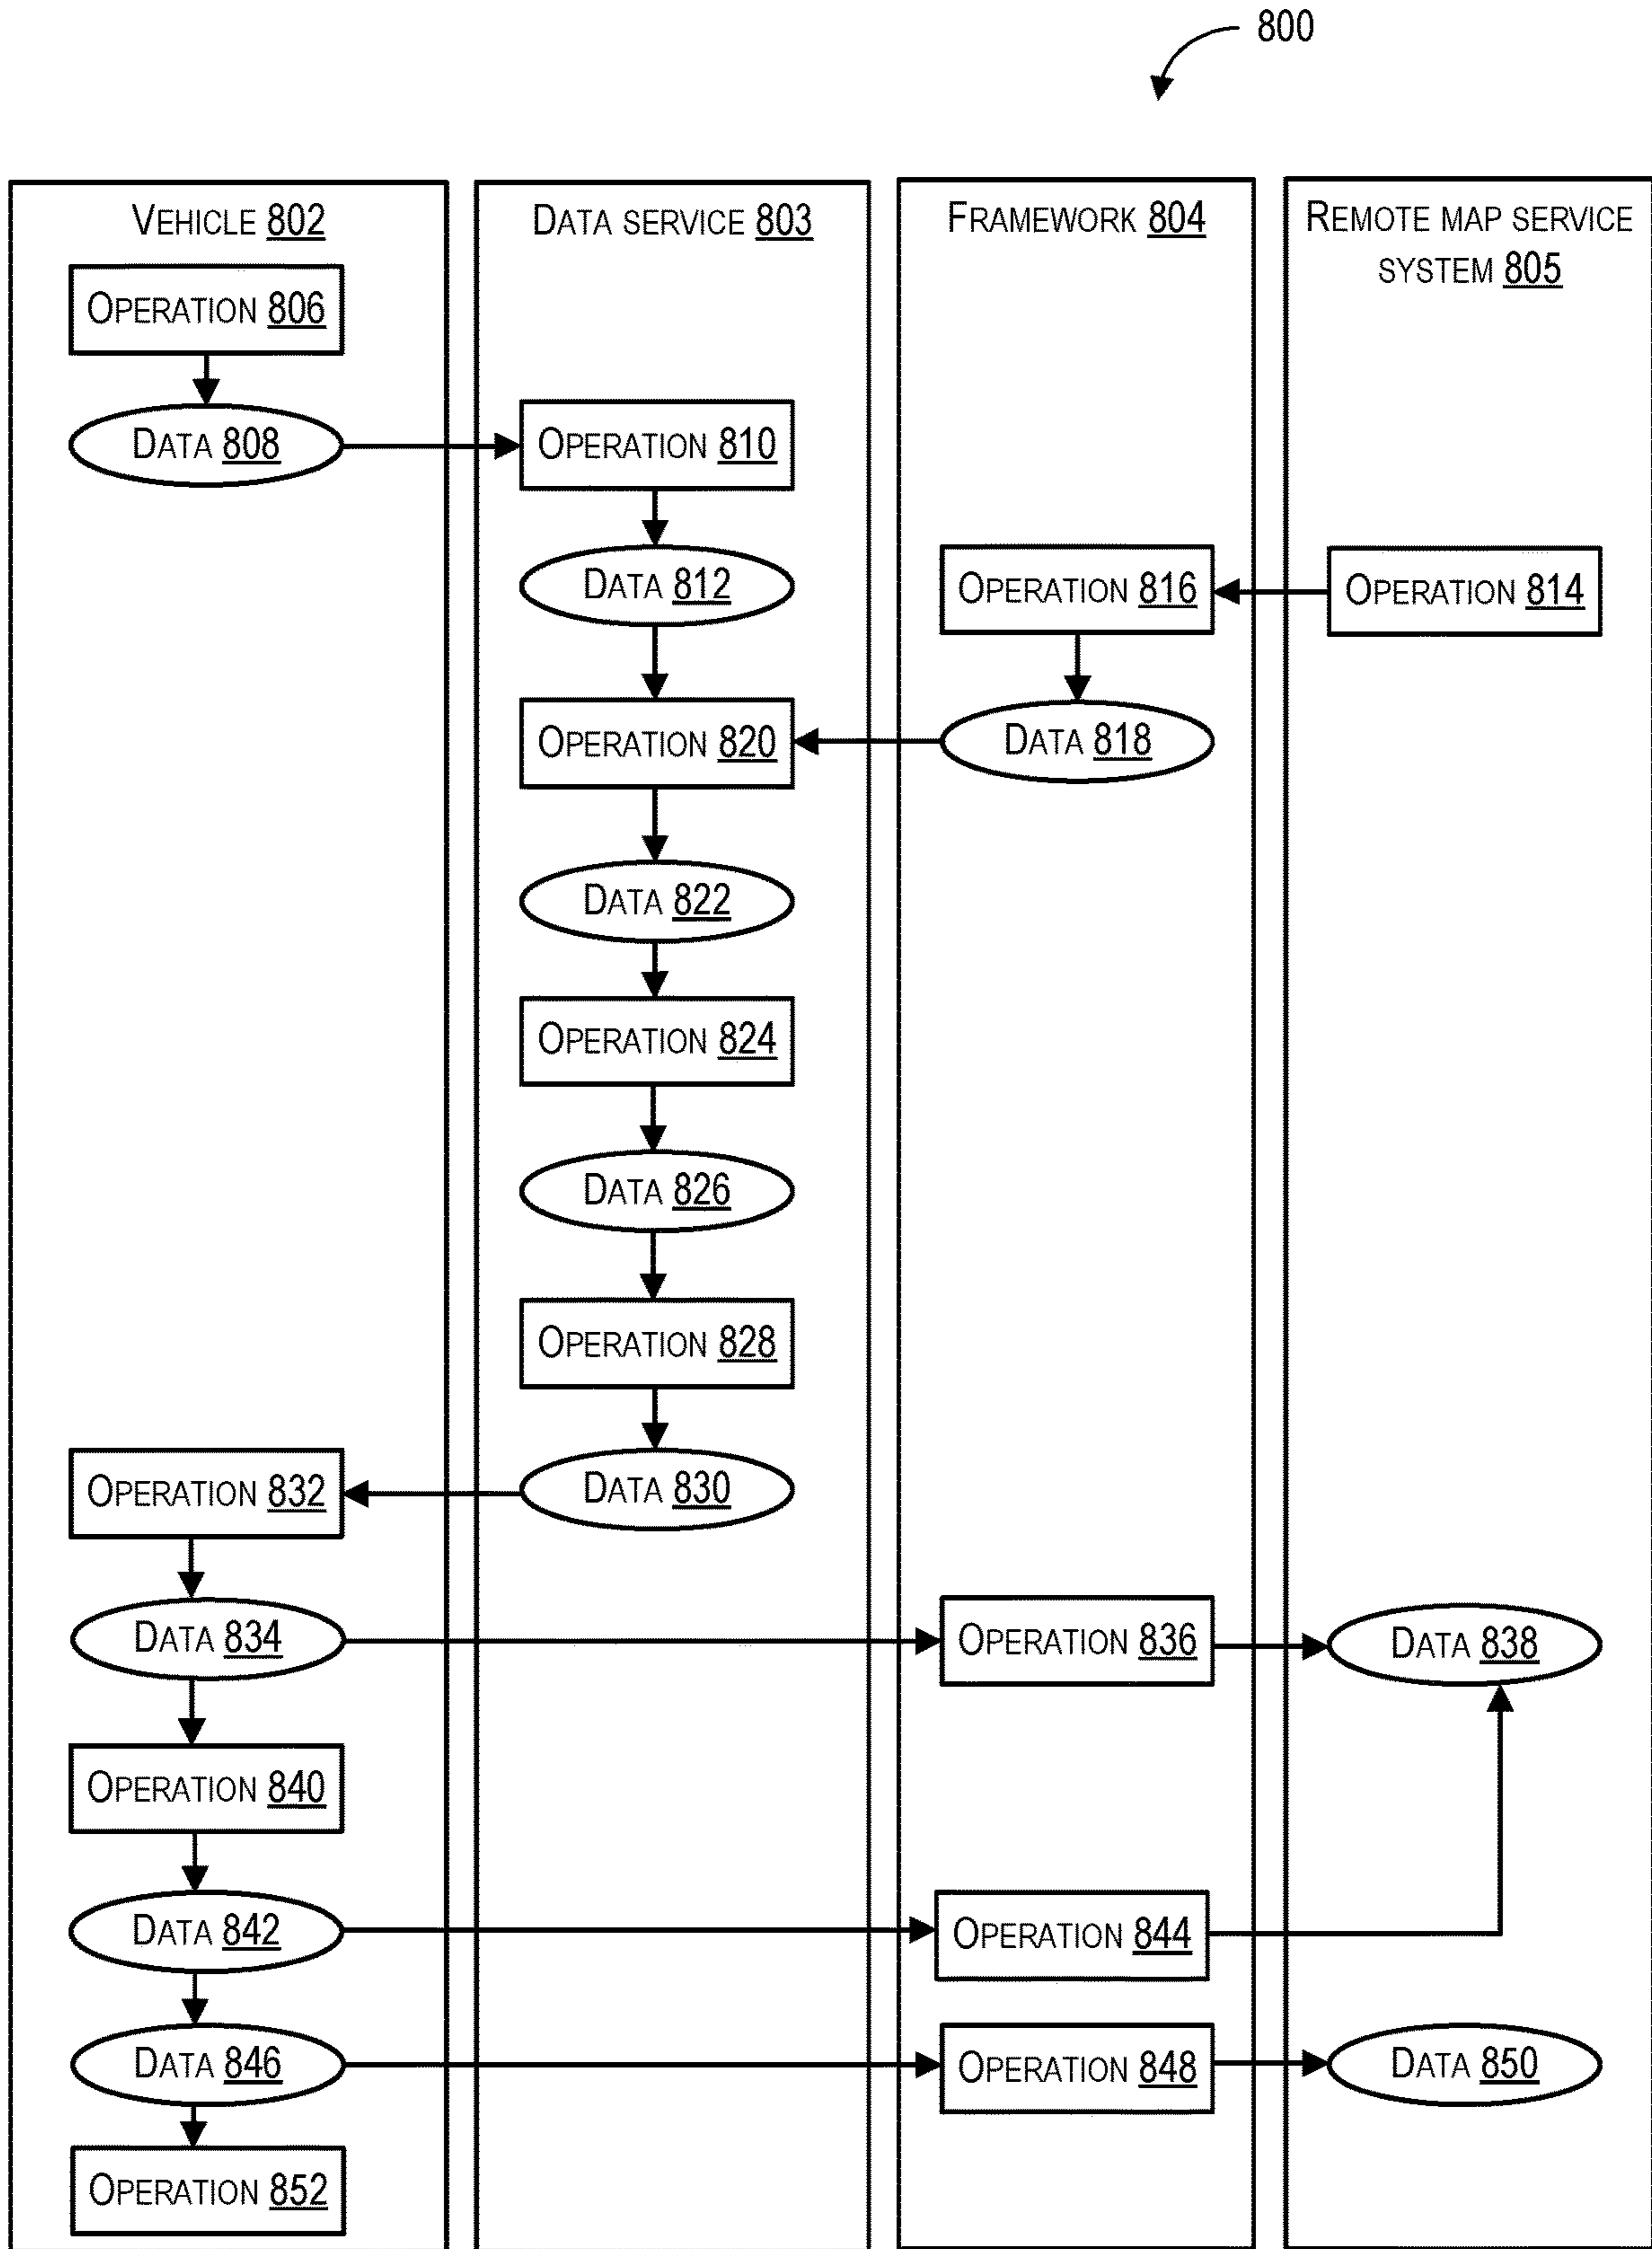 800
VEHICLE 802
DATA SERVICE 803
FRAMEWORK 804
REMOTE MAP SERVICE
SYSTEM 805
OPERATION 806
DATA 808
OPERATION 810
DATA 812
OPERATION 816
OPERATION 814
OPERATION 820
DATA 818
DATA 822
OPERATION 824
DATA 826
OPERATION 828
OPERATION 832
DATA 830
DATA 834
OPERATION 836
DATA 838
OPERATION 840
DATA 842
OPERATION 844
DATA 846
OPERATION 848
DATA 850
OPERATION 852